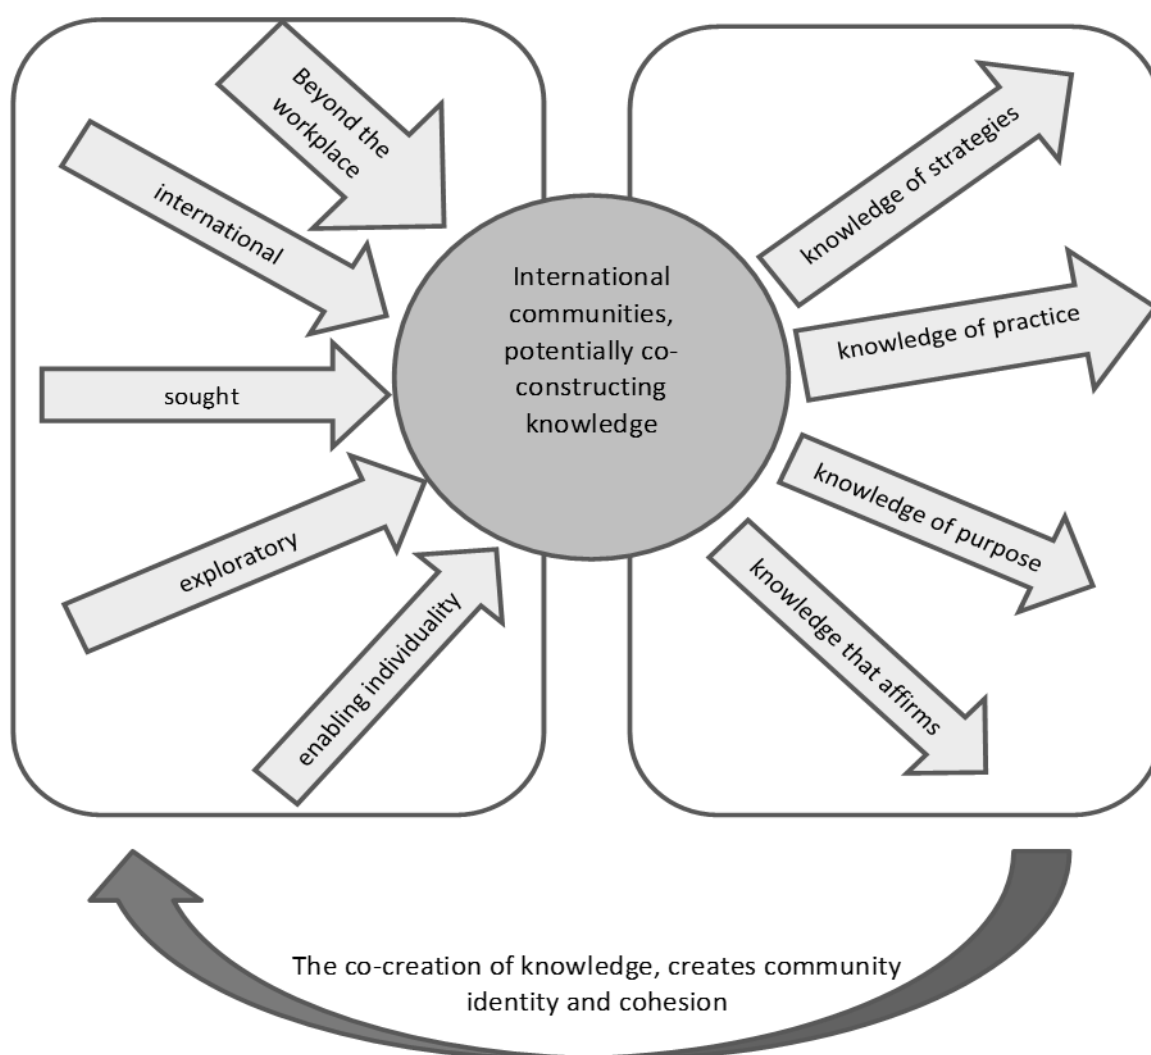 Beyond the
workplace
international
sought
exploratory
enabling individuality
International
communities,
potentially co-
constructing
knowledge
knowledge of strategies
knowledge of practice
knowledge of purpose
knowledge that affirms
The co-creation of knowledge, creates community
identity and cohesion